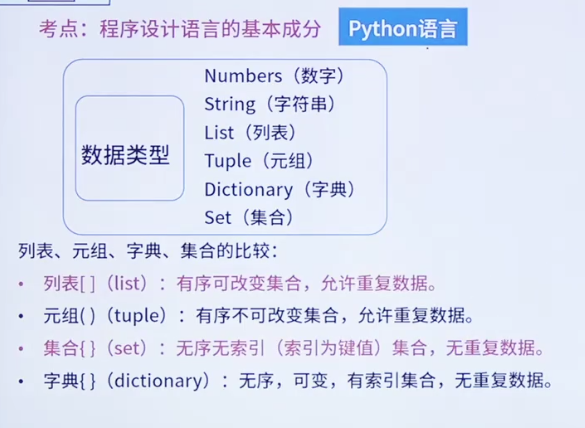 考点：程序设计语言的基本成分 Python语言
Numbers（数字）
String（字符串）
List（列表）
数据类型
Tuple（元组）
Dictionary（字典）
Set（集合）
列表、元组、字典、集合的比较：
• 列表[ ]（list）：有序可改变集合，允许重复数据。
• 元组( )（tuple）：有序不可改变集合，允许重复数据。
• 集合{ }（set）：无序无索引（索引为键值）集合，无重复数据。
• 字典{ }（dictionary）：无序，可变，有索引集合，无重复数据。